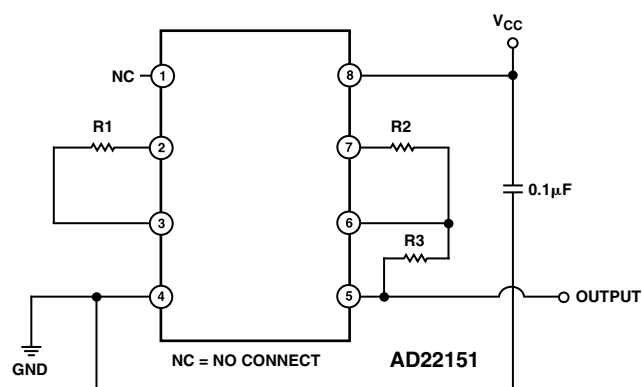 V_CC
NC
1
8
R1
R2
2
7
0.1μF
3
6
R3
4
5
OUTPUT
GND
NC = NO CONNECT
AD22151